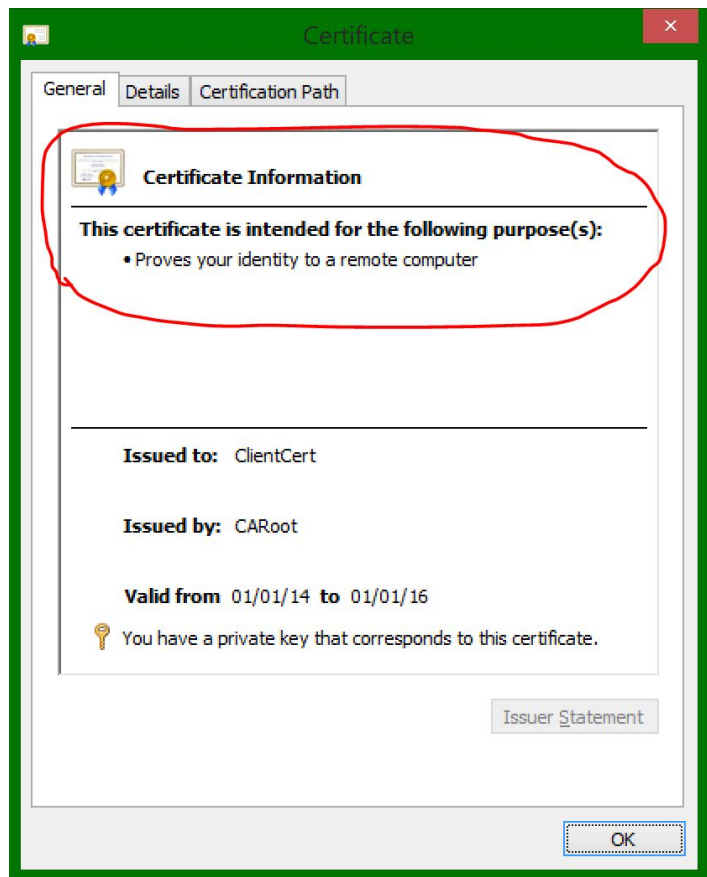 Certificate
General Details Certification Path
Certificate Information
This certificate is intended for the following purpose(s):
• Proves your identity to a remote computer
Issued to: ClientCert
Issued by: CARoot
Valid from 01/01/14 to 01/01/16
You have a private key that corresponds to this certificate.
Issuer Statement
OK